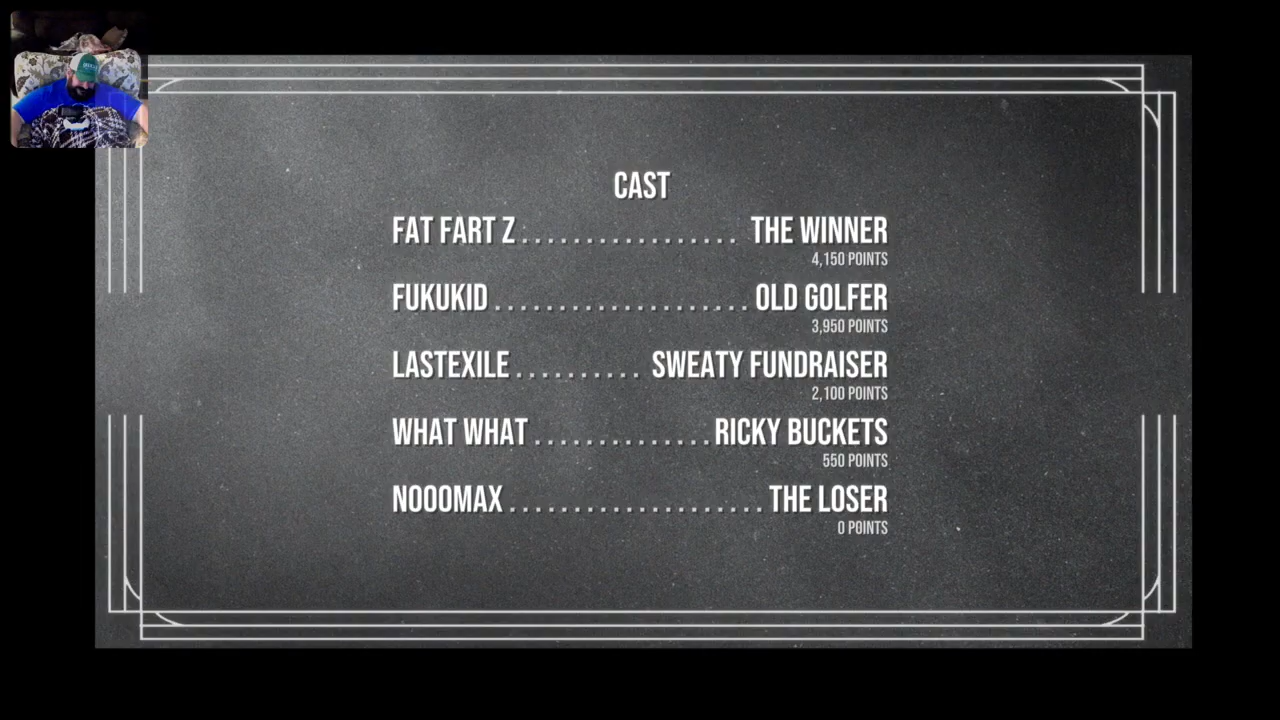 CAST
FAT FART Z................. THE WINNER
4,150 POINTS
FUKUKID....................OLD GOLFER
3,950 POINTS
LASTEXILE.......... SWEATY FUNDRAISER
2,100 POINTS
WHAT WHAT..............RICKY BUCKETS
550 POINTS
NOOOMAX....................THE LOSER
0 POINTS